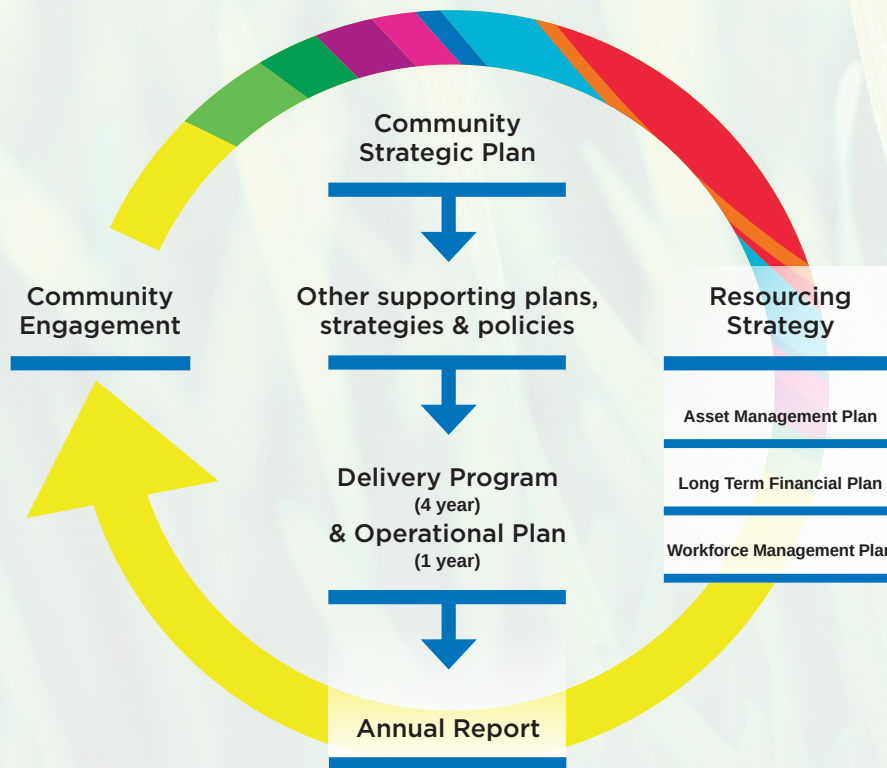 Community
Strategic Plan
Community
Engagement
Other supporting plans,
strategies & policies
Resourcing
Strategy
Asset Management Plan
Long Term Financial Plan
Workforce Management Plan
Delivery Program
(4 year)
& Operational Plan
(1 year)
Annual Report